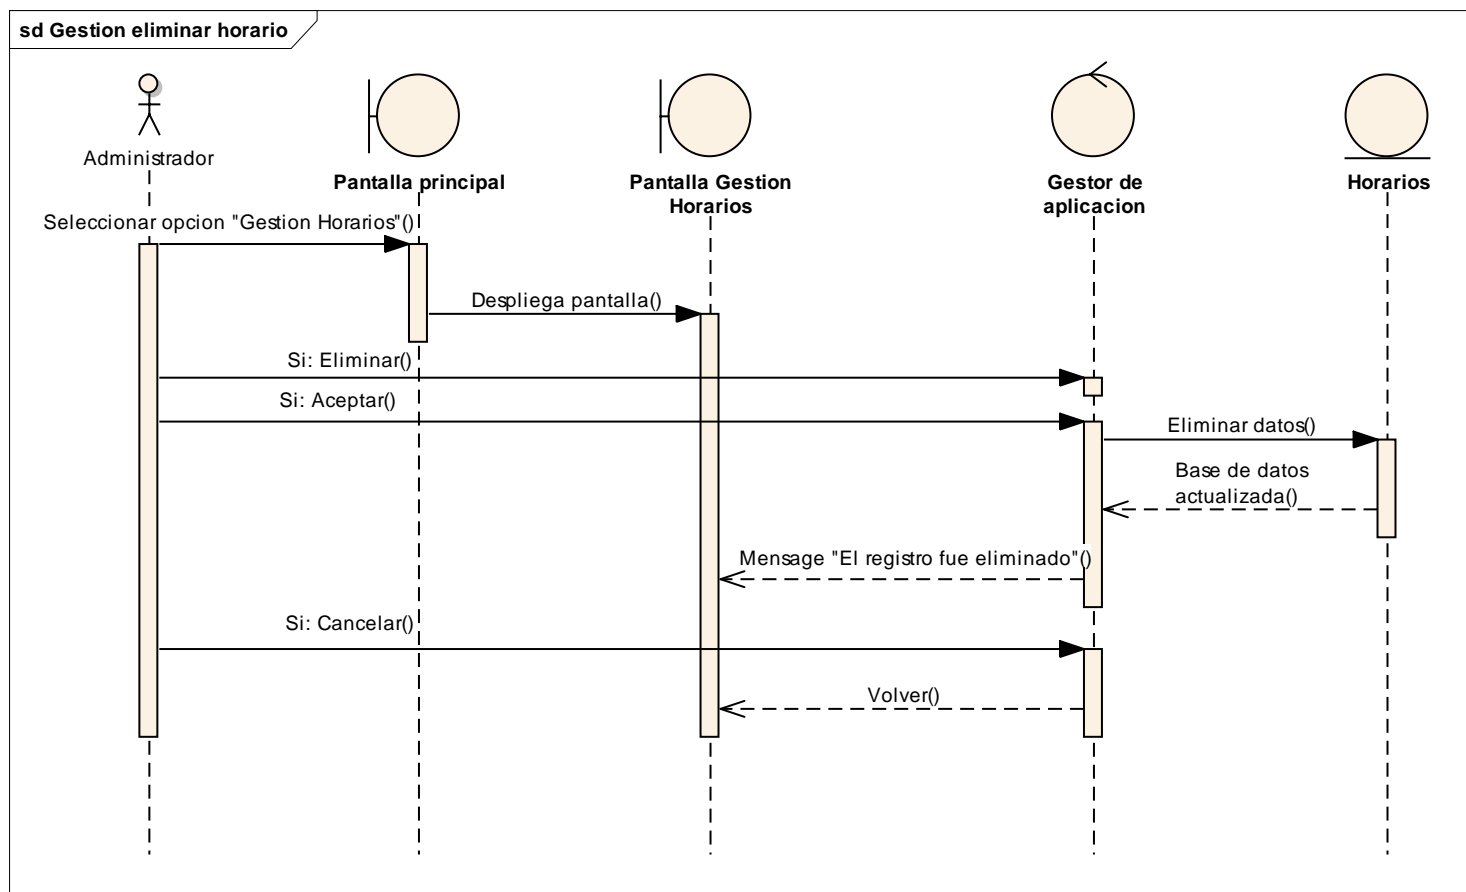 sd Gestion eliminar horario
Administrador
Pantalla principal
Pantalla Gestion
Horarios
Gestor de
aplicacion
Horarios
Seleccionar opcion "Gestion Horarios"()
Despliega pantalla()
Si: Eliminar()
Si: Aceptar()
Eliminar datos()
Base de datos
actualizada()
Mensage "El registro fue eliminado"()
Si: Cancelar()
Volver()